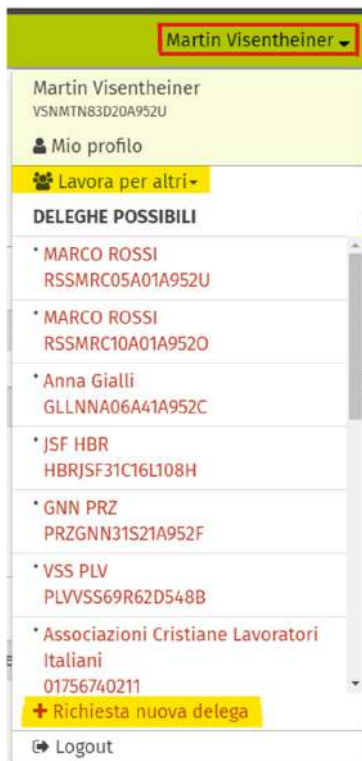 Martin Visentheiner
Martin Visentheiner
VSNMTN83D20A952U
Mio profilo
Lavora per altri
DELEGHE POSSIBILI
MARCO ROSSI
RSSMRC05A01A952U
MARCO ROSSI
RSSMRC10A01A952O
Anna Gialli
GLLNNA06A41A952C
JSF HBR
HBRJSF31C16L108H
GNN PRZ
PRZGNN31S21A952F
VSS PLV
PLVVSS69R62D548B
Associazioni Cristiane Lavoratori
Italiani
01756740211
+ Richiesta nuova delega
Logout